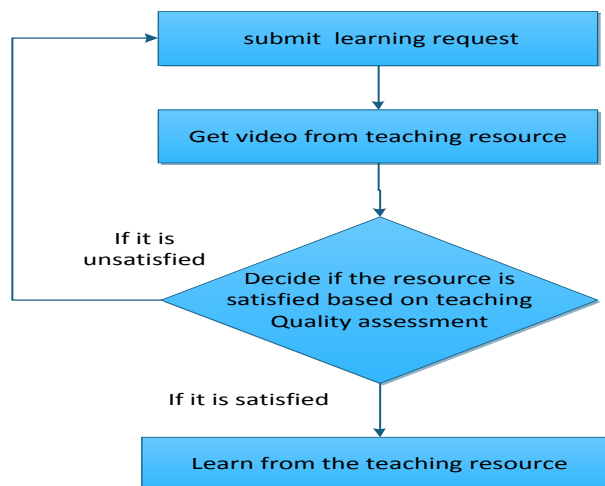 submit learning request
Get video from teaching resource
If it is
unsatisfied
Decide if the resource is
satisfied based on teaching
Quality assessment
If it is satisfied
Learn from the teaching resource